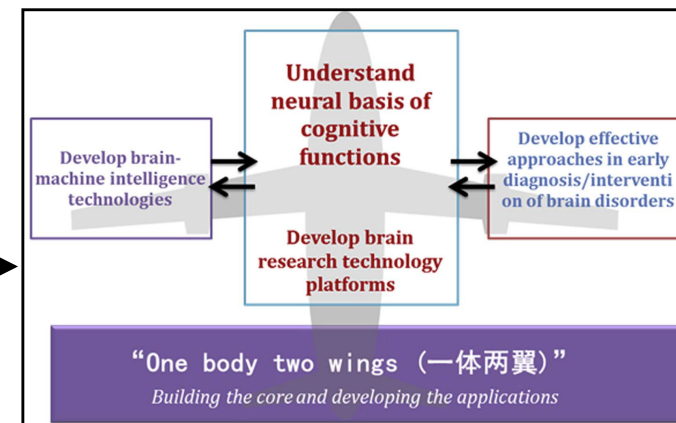 Understand
neural basis of
cognitive
functions
Develop brain
research technology
platforms
Develop brain-
machine intelligence
technologies
Develop effective
approaches in early
diagnosis/interventi
on of brain disorders
“One body two wings (一体两翼)”
Building the core and developing the applications